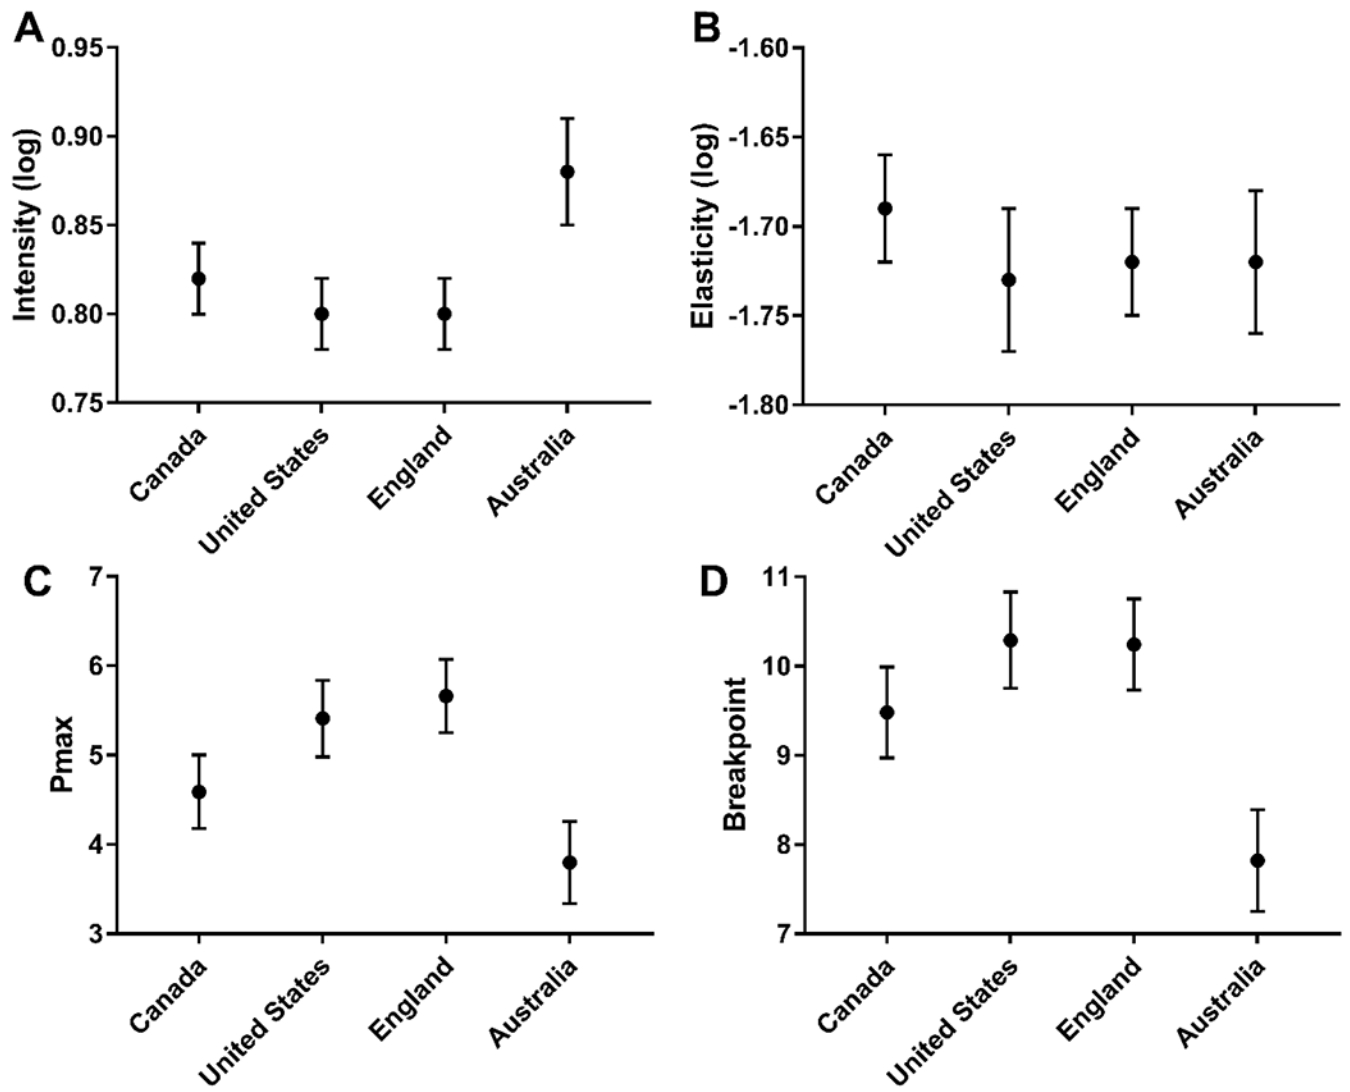 A
Intensity (log)
0.95
0.90
0.85
0.80
0.75
Canada
United States
England
Australia
B
Elasticity (log)
-1.60
-1.65
-1.70
-1.75
-1.80
Canada
United States
England
Australia
C
Pmax
7
6
5
4
3
Canada
United States
England
Australia
D
Breakpoint
11
10
9
8
7
Canada
United States
England
Australia